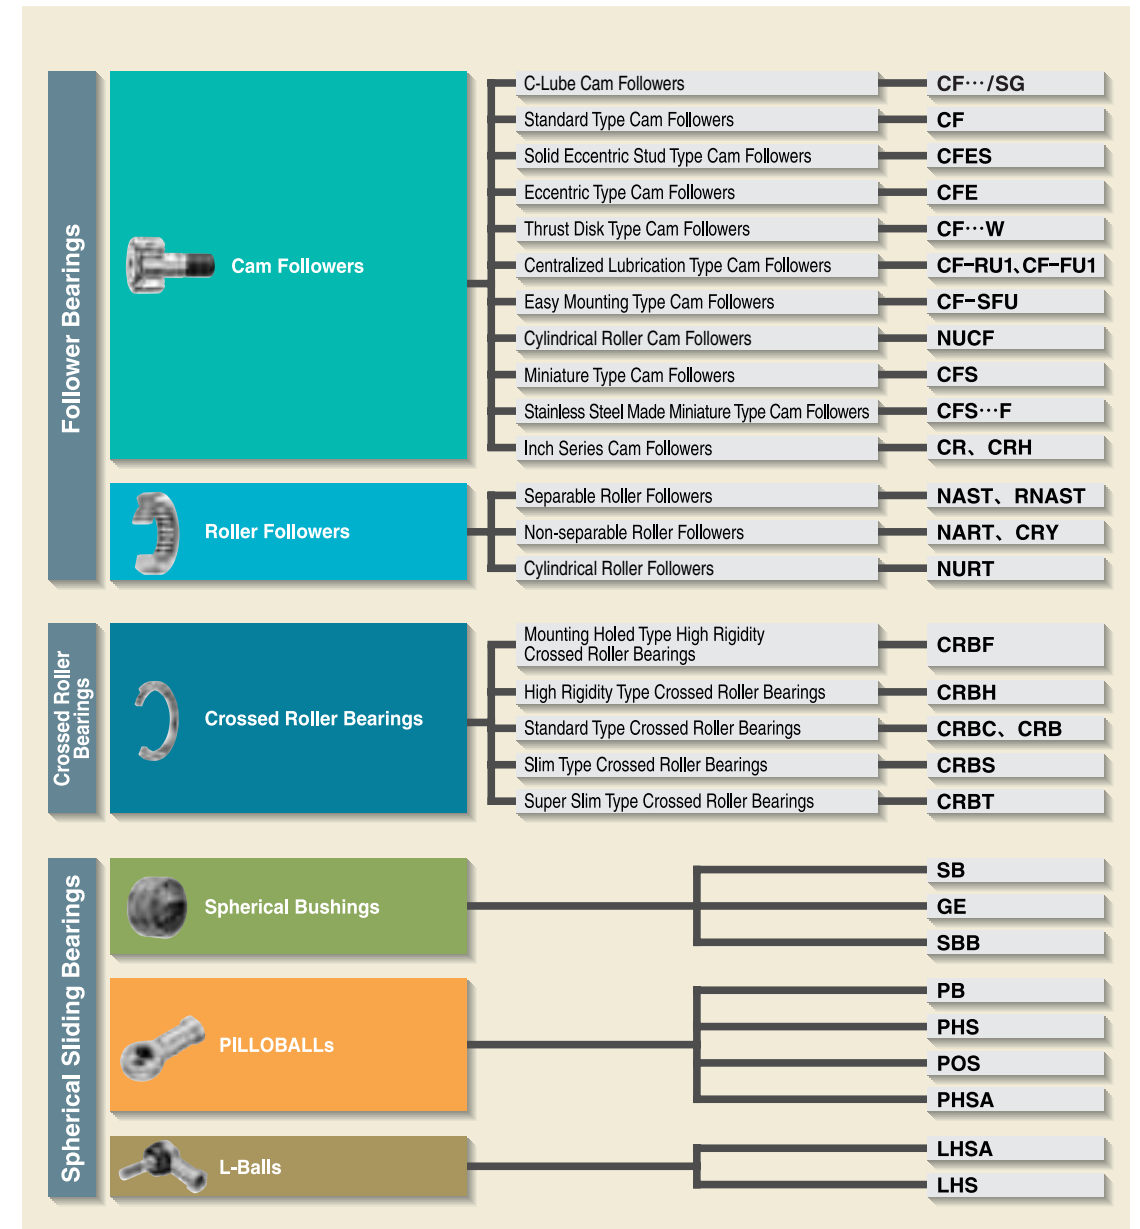 Follower Bearings
Cam Followers
C-Lube Cam Followers
CF···/SG
Standard Type Cam Followers
CF
Solid Eccentric Stud Type Cam Followers
CFES
Eccentric Type Cam Followers
CFE
Thrust Disk Type Cam Followers
CF···W
Centralized Lubrication Type Cam Followers
CF-RU1、CF-FU1
Easy Mounting Type Cam Followers
CF-SFU
Cylindrical Roller Cam Followers
NUCF
Miniature Type Cam Followers
CFS
Stainless Steel Made Miniature Type Cam Followers
CFS···F
Inch Series Cam Followers
CR、CRH
Roller Followers
Separable Roller Followers
NAST、RNAST
Non-separable Roller Followers
NART、CRY
Cylindrical Roller Followers
NURT
Crossed Roller
Bearings
Crossed Roller Bearings
Mounting Holed Type High Rigidity
Crossed Roller Bearings
CRBF
High Rigidity Type Crossed Roller Bearings
CRBH
Standard Type Crossed Roller Bearings
CRBC、CRB
Slim Type Crossed Roller Bearings
CRBS
Super Slim Type Crossed Roller Bearings
CRBT
Spherical Sliding Bearings
Spherical Bushings
SB
GE
SBB
PILLOBALLs
PB
PHS
POS
PHSA
L-Balls
LHSA
LHS